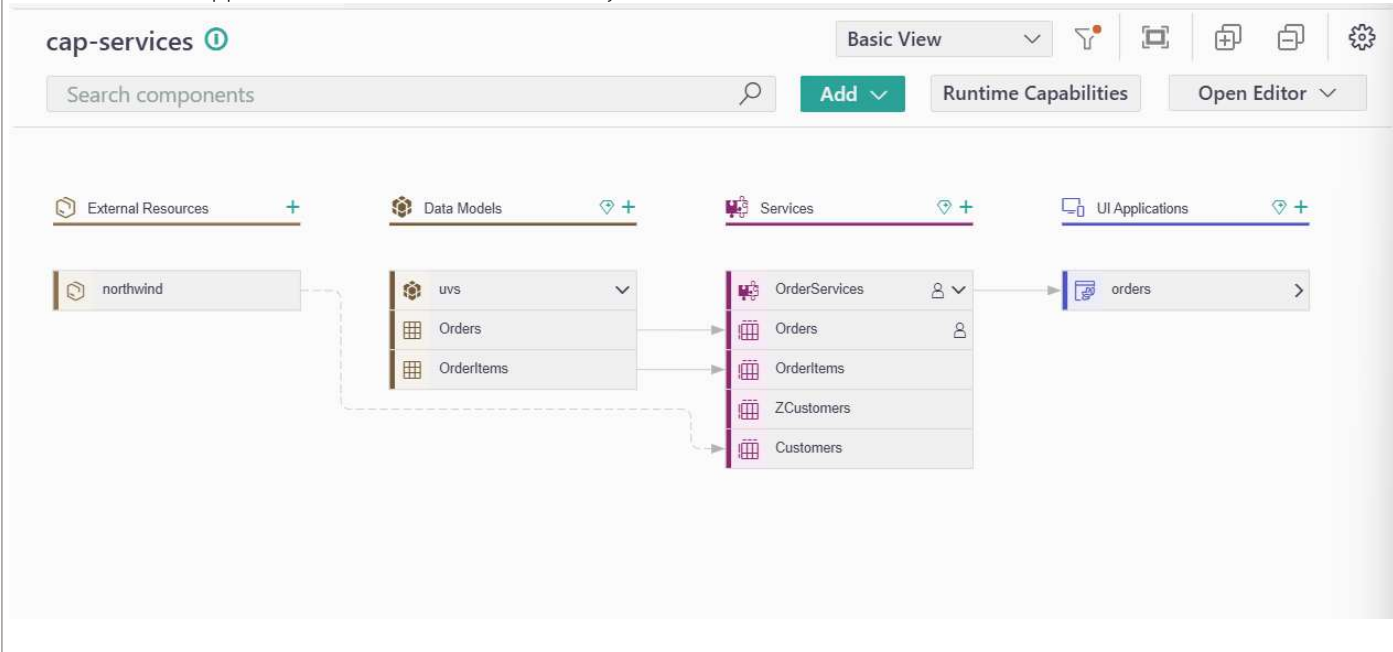 cap-services
Basic View
Search components
Add
Runtime Capabilities
Open Editor
External Resources
Data Models
Services
UI Applications
northwind
uvs
OrderServices
orders
Orders
Orders
OrderItems
OrderItems
ZCustomers
Customers